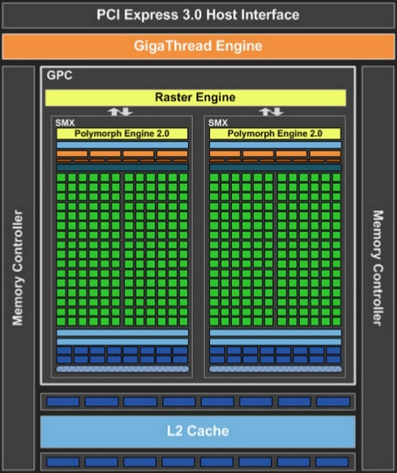 PCI Express 3.0 Host Interface
GigaThread Engine
GPC
Raster Engine
SMX
Polymorph Engine 2.0
SMX
Polymorph Engine 2.0
Memory Controller
Memory Controller
L2 Cache